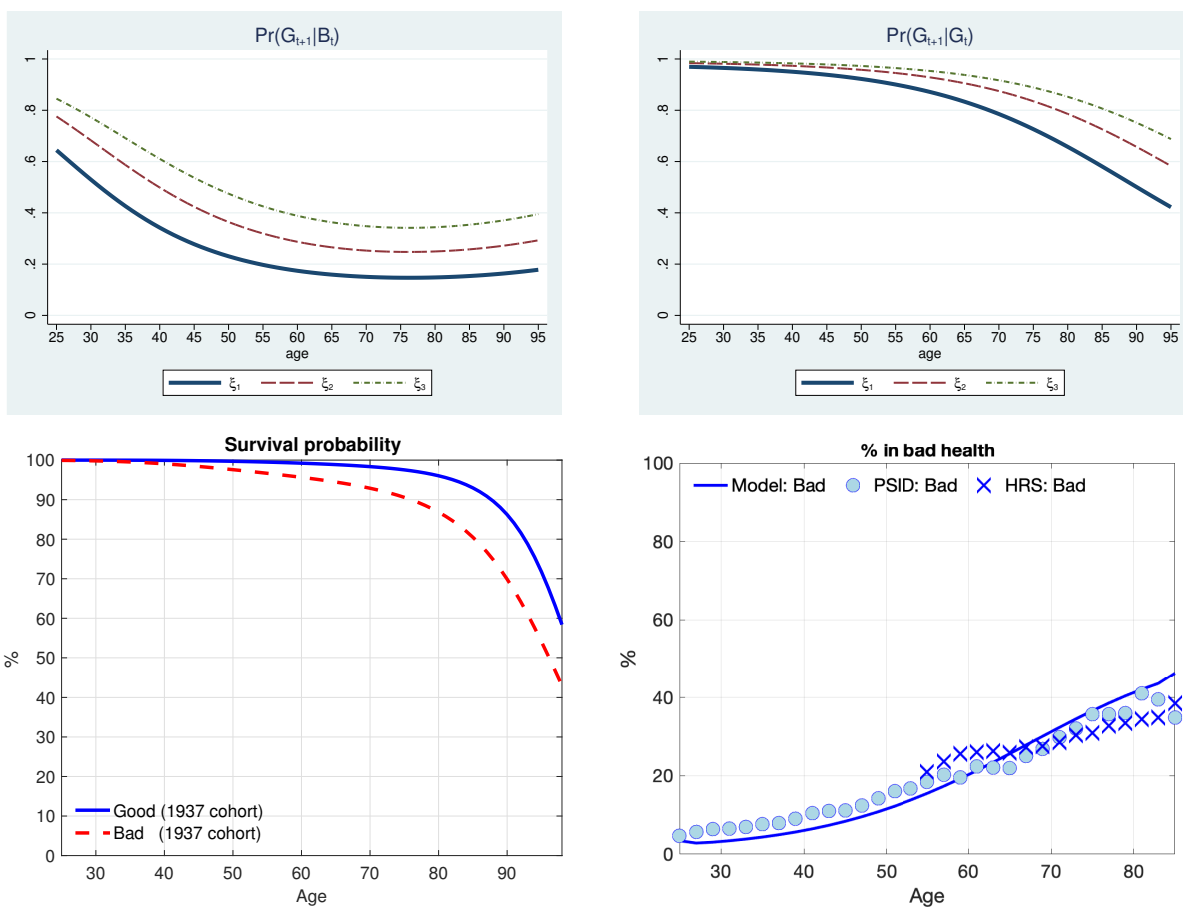 Pr(Gₜ₊₁|Bₜ)
1
.8
.6
.4
.2
0
25 30 35 40 45 50 55 60 65 70 75 80 85 90 95
age
ξ₁ ξ₂ ξ₃
Pr(Gₜ₊₁|Gₜ)
1
.8
.6
.4
.2
0
25 30 35 40 45 50 55 60 65 70 75 80 85 90 95
age
ξ₁ ξ₂ ξ₃
Survival probability
100
90
80
70
60
50
40
30
20
10
0
%
Good (1937 cohort)
Bad (1937 cohort)
30 40 50 60 70 80 90
Age
% in bad health
Model: Bad PSID: Bad HRS: Bad
100
80
60
40
20
0
%
30 40 50 60 70 80
Age